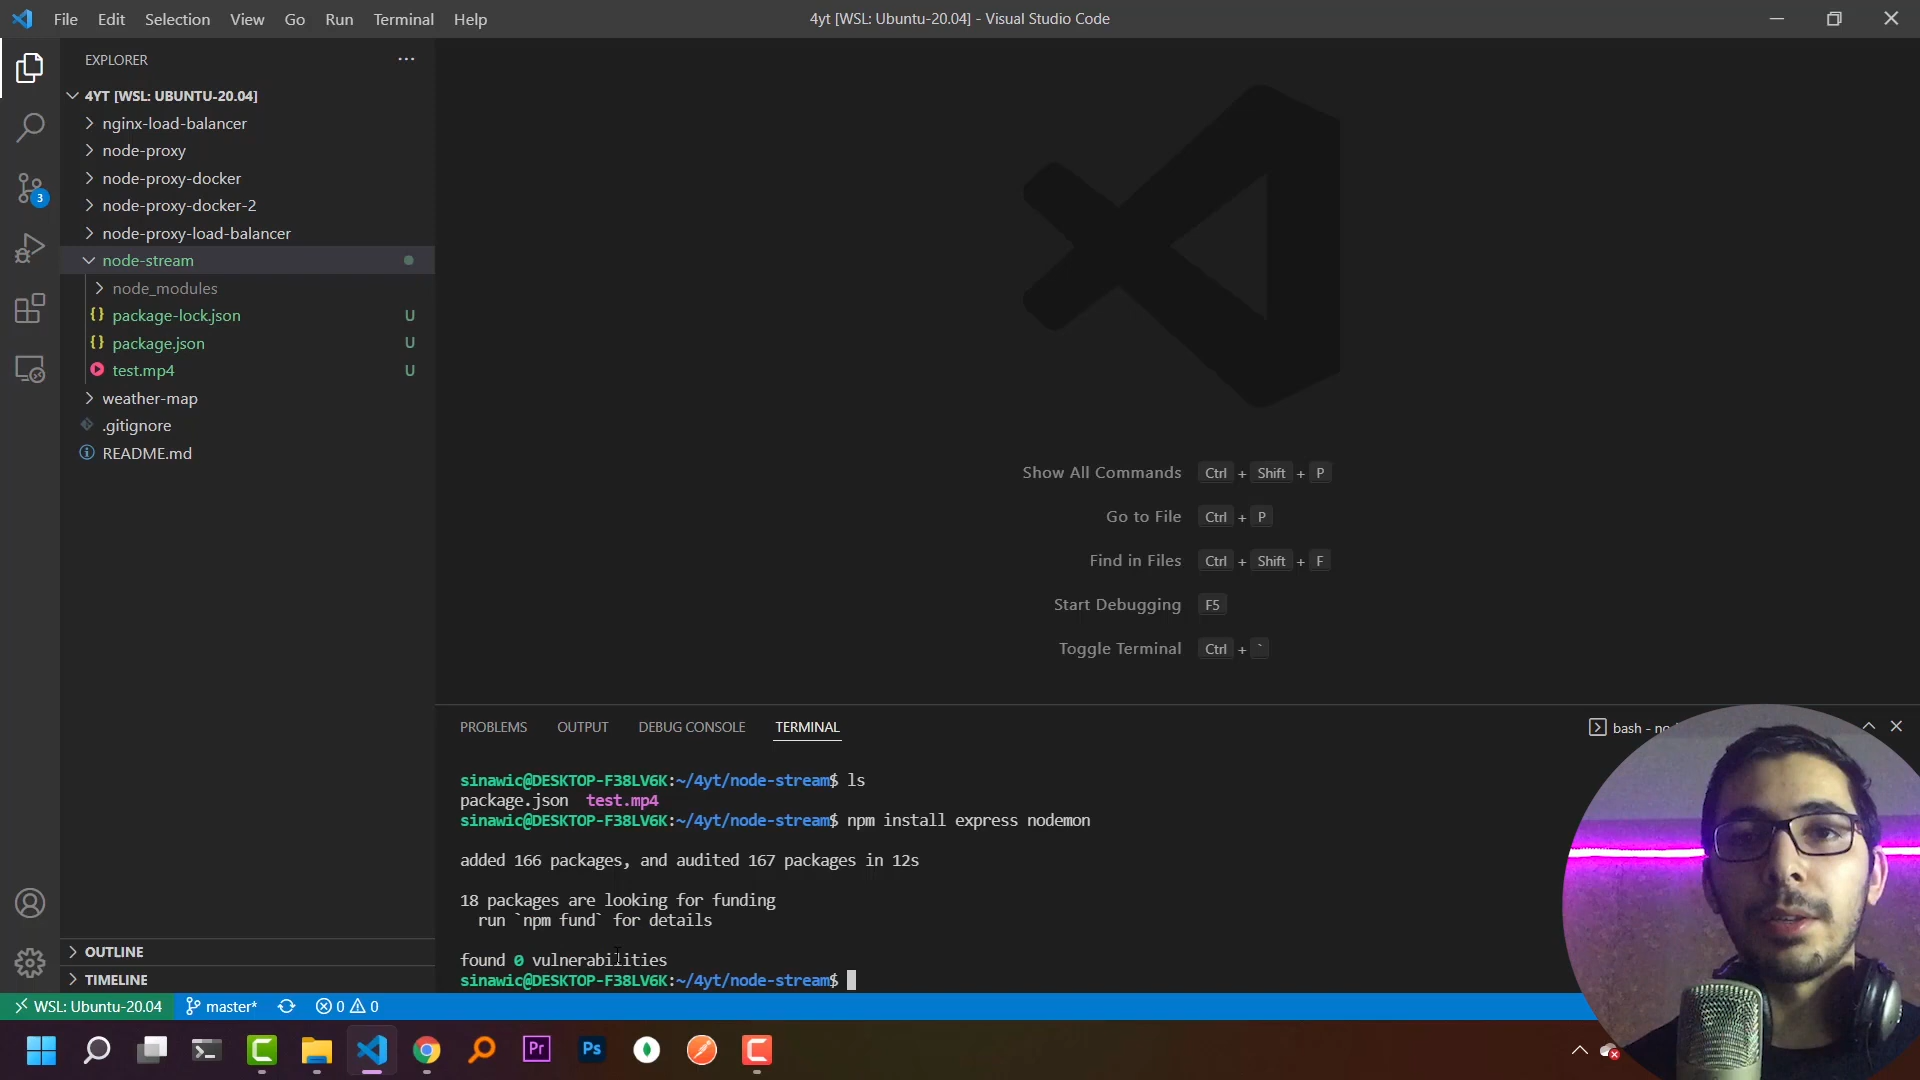 File Edit Selection View Go Run Terminal Help
4yt [WSL: Ubuntu-20.04] - Visual Studio Code
EXPLORER
4YT [WSL: UBUNTU-20.04]
nginx-load-balancer
node-proxy
node-proxy-docker
3
node-proxy-docker-2
node-proxy-load-balancer
node-stream
node_modules
{} package-lock.json U
{} package.json U
test.mp4 U
weather-map
.gitignore
README.md
Show All Commands Ctrl + Shift + P
Go to File Ctrl + P
Find in Files Ctrl + Shift + F
Start Debugging F5
Toggle Terminal Ctrl + `
PROBLEMS OUTPUT DEBUG CONSOLE TERMINAL
bash -
sinawic@DESKTOP-F38LV6K:~/4yt/node-stream$ ls
package.json test.mp4
sinawic@DESKTOP-F38LV6K:~/4yt/node-stream$ npm install express nodemon
added 166 packages, and audited 167 packages in 12s
18 packages are looking for funding
run `npm fund` for details
found 0 vulnerabilities
sinawic@DESKTOP-F38LV6K:~/4yt/node-stream$
OUTLINE
TIMELINE
WSL: Ubuntu-20.04 master* 0 0
Pr Ps